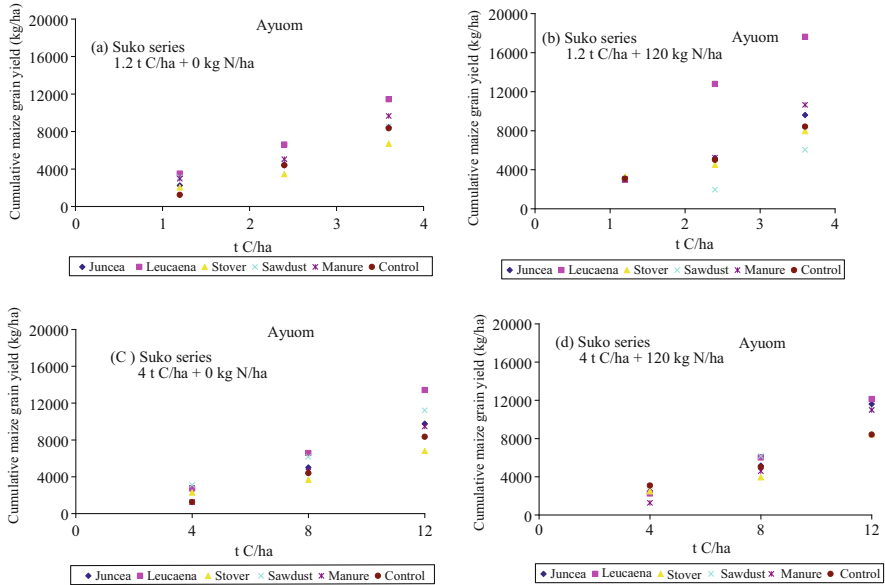 Cumulative maize grain yield (kg/ha)
20000
16000
12000
8000
4000
0
Ayuom
(a) Suko series
1.2 t C/ha + 0 kg N/ha
0 1 2 3 4
t C/ha
Juncea Leucaena Stover Sawdust Manure Control
Cumulative maize grain yield (kg/ha)
20000
16000
12000
8000
4000
0
(b) Suko series Ayuom
1.2 t C/ha + 120 kg N/ha
0 1 2 3 4
t C/ha
Juncea Leucaena Stover Sawdust Manure Control
Cumulative maize grain yield (kg/ha)
20000
16000
12000
8000
4000
0
Ayuom
(C ) Suko series
4 t C/ha + 0 kg N/ha
0 4 8 12
t C/ha
Juncea Leucaena Stover Sawdust Manure Control
Cumulative maize grain yield (kg/ha)
20000
16000
12000
8000
4000
0
(d) Suko series Ayuom
4 t C/ha + 120 kg N/ha
0 4 8 12
t C/ha
Juncea Leucaena Stover Sawdust Manure Control